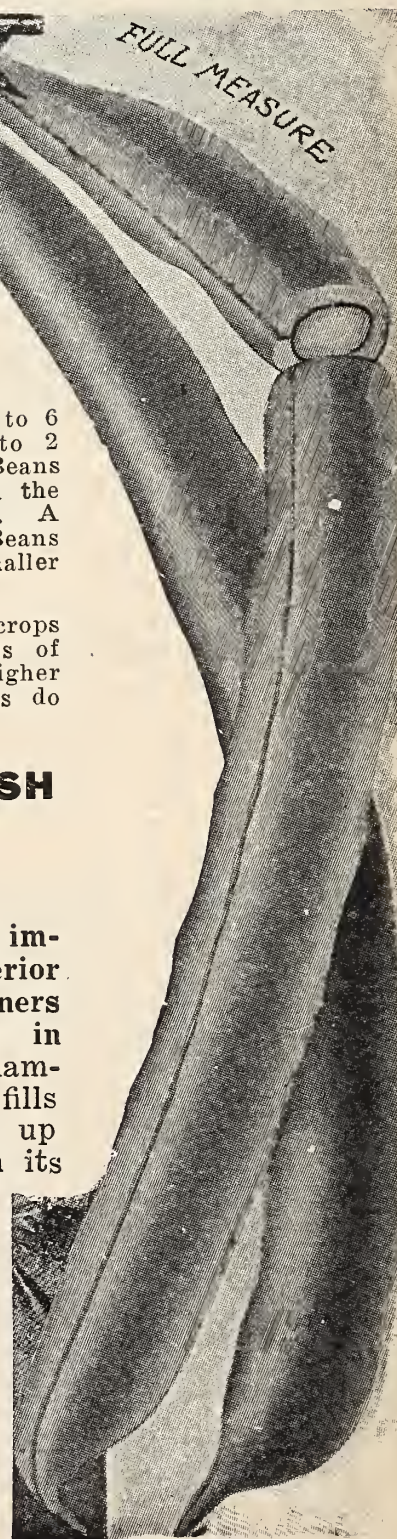 FULL MEASURE
to 6
to 2
Beans
the
A
Beans
aller
crops
s of
igher
s do
SH
im-
erior
ners
in
am-
fills
up
its